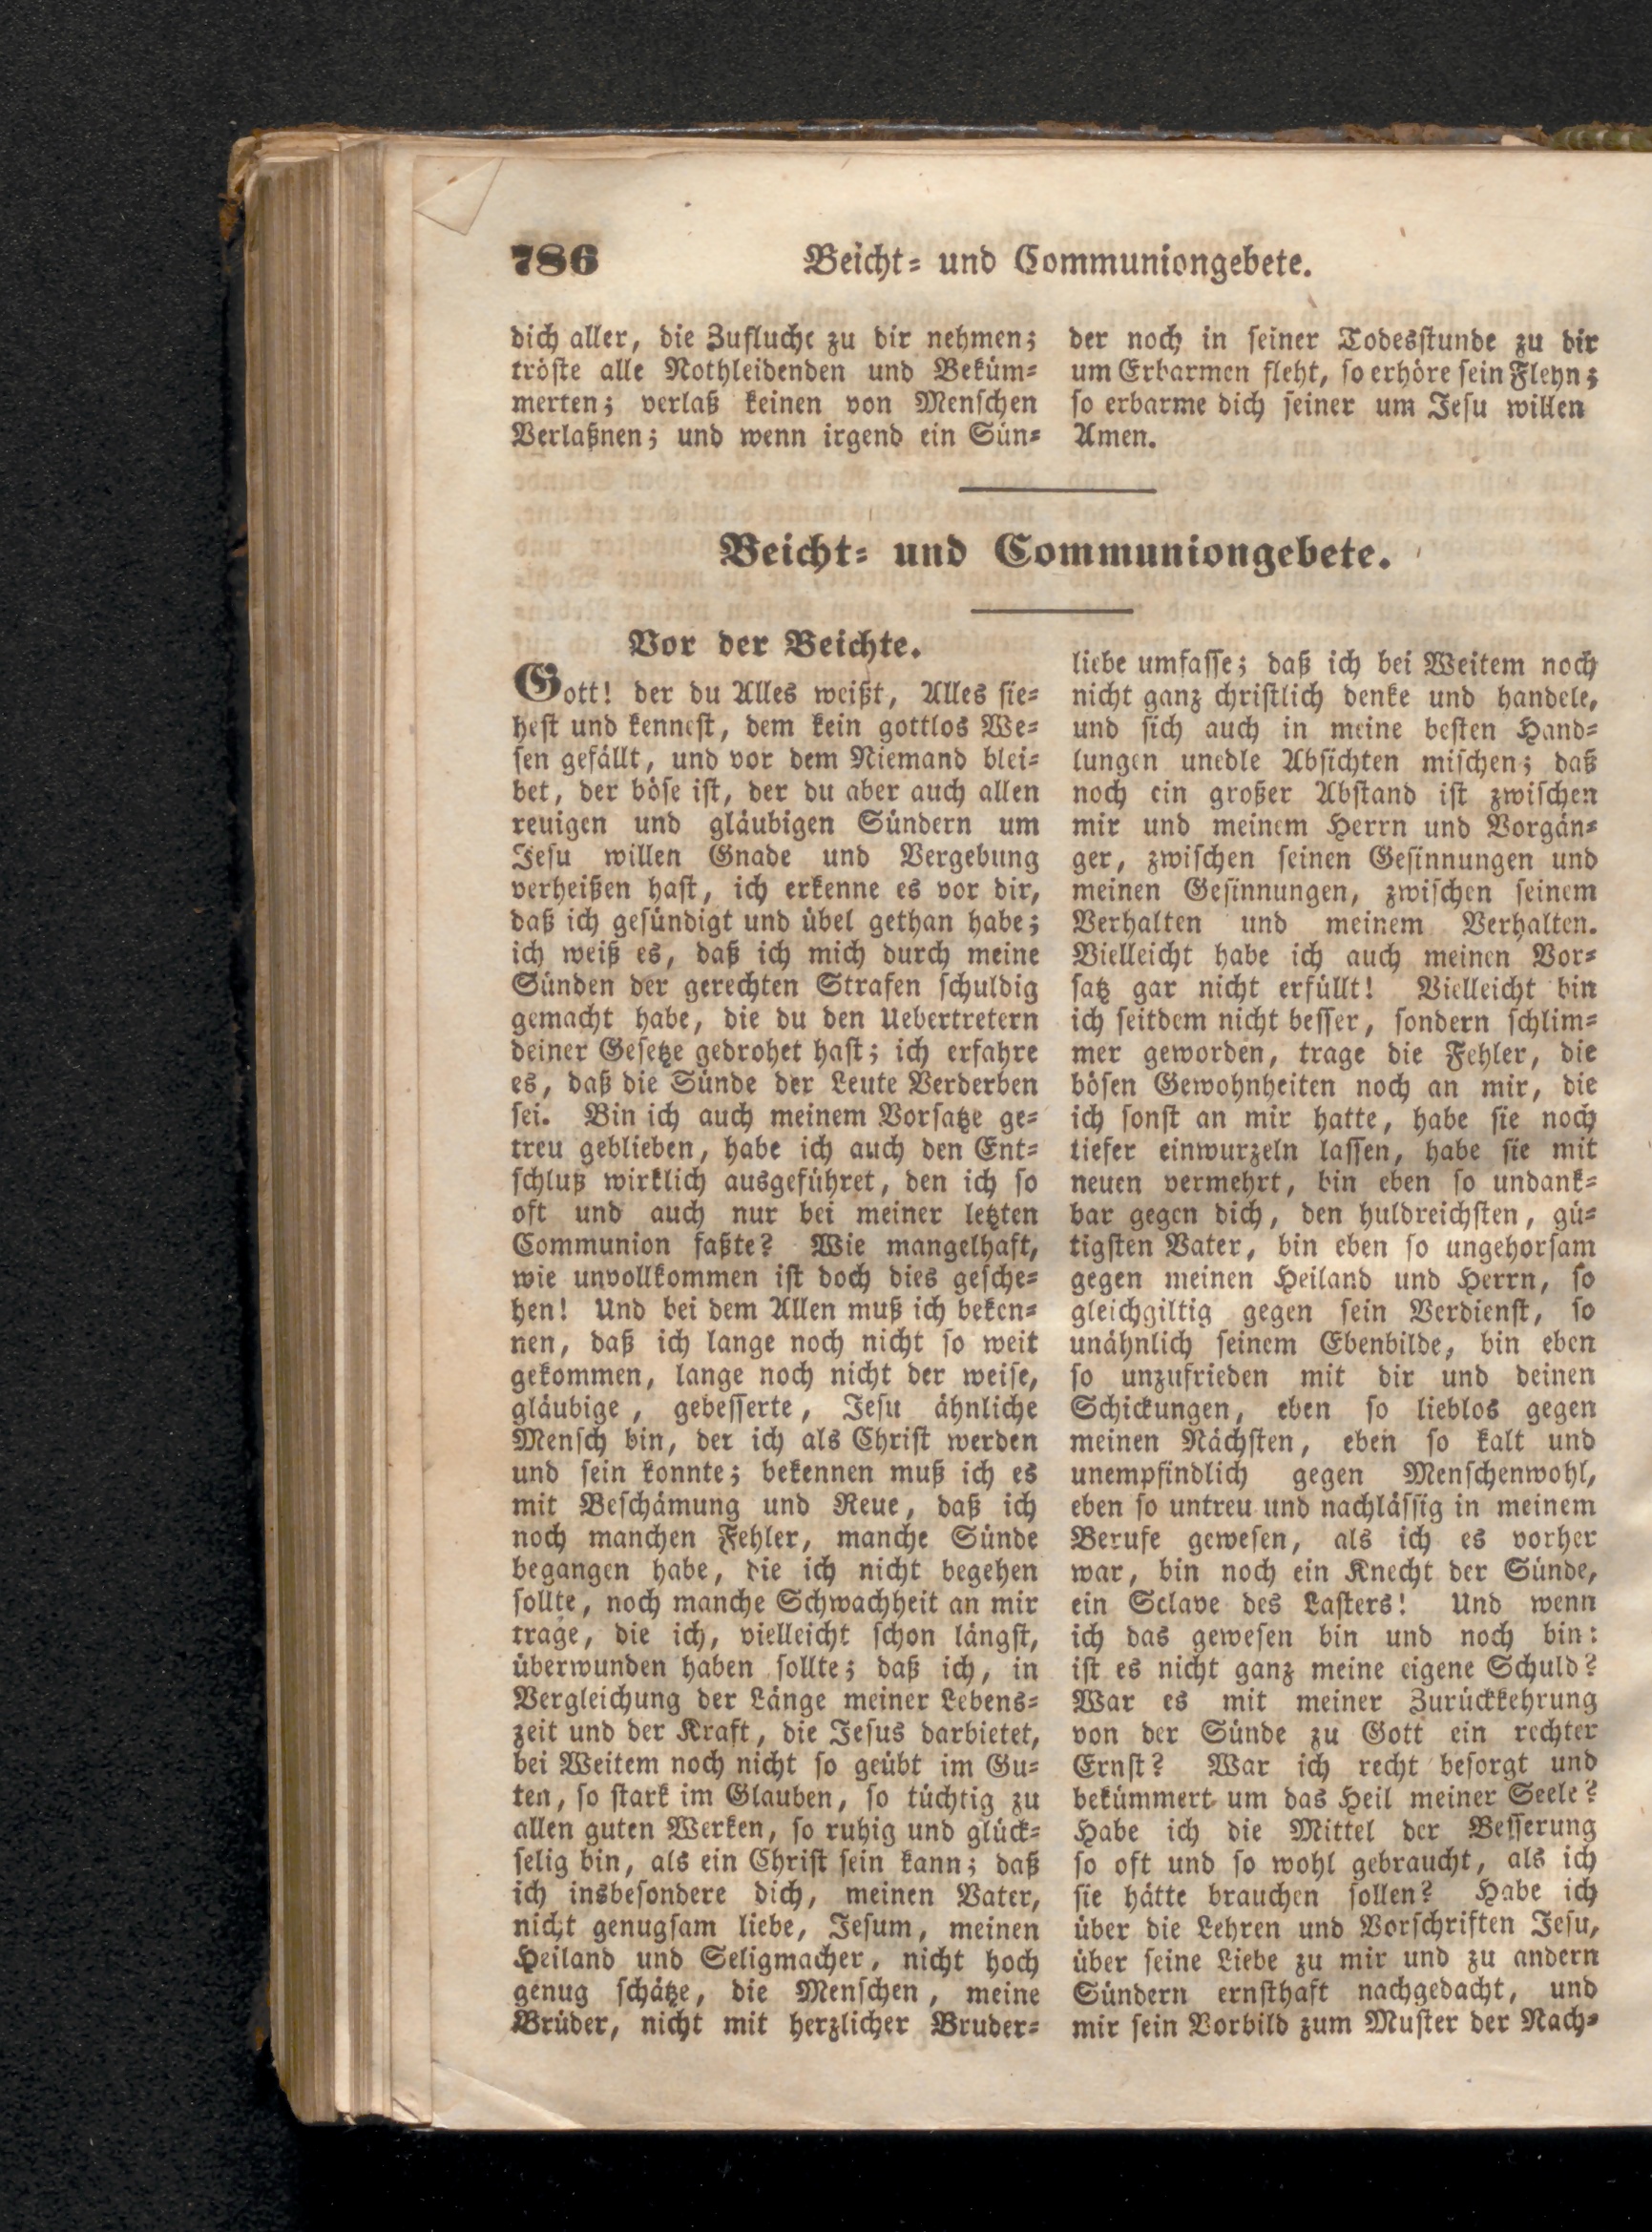 786
Beicht- und Communiongebete.
dich aller, die Zuflucht zu dir nehmen;
tröste alle Nothleidenden und Beküm-
merten; verlaß keinen von Menschen
Verlaßnen; und wenn irgend ein Sün-
der noch in seiner Todesstunde zu dir
um Erbarmen fleht, so erhöre sein Flehn;
so erbarme dich seiner um Jesu willen
Amen.
Beicht- und Communiongebete.
Vor der Beichte.
Gott! der du Alles weißt, Alles sie-
hest und kennest, dem kein gottlos We-
sen gefällt, und vor dem Niemand blei-
bet, der böse ist, der du aber auch allen
reuigen und gläubigen Sündern um
Jesu willen Gnade und Vergebung
verheißen hast, ich erkenne es vor dir,
daß ich gesündigt und übel gethan habe;
ich weiß es, daß ich mich durch meine
Sünden der gerechten Strafen schuldig
gemacht habe, die du den Uebertretern
deiner Gesetze gedrohet hast; ich erfahre
es, daß die Sünde der Leute Verderben
sei. Bin ich auch meinem Vorsatze ge-
treu geblieben, habe ich auch den Ent-
schluß wirklich ausgeführet, den ich so
oft und auch nur bei meiner letzten
Communion faßte? Wie mangelhaft,
wie unvollkommen ist doch dies gesche-
hen! Und bei dem Allen muß ich beken-
nen, daß ich lange noch nicht so weit
gekommen, lange noch nicht der weise,
gläubige, gebesserte, Jesu ähnliche
Mensch bin, der ich als Christ werden
und sein konnte; bekennen muß ich es
mit Beschämung und Reue, daß ich
noch manchen Fehler, manche Sünde
begangen habe, die ich nicht begehen
sollte, noch manche Schwachheit an mir
trage, die ich, vielleicht schon längst,
überwunden haben sollte; daß ich, in
Vergleichung der Länge meiner Lebens-
zeit und der Kraft, die Jesus darbietet,
bei Weitem noch nicht so geübt im Gu-
ten, so stark im Glauben, so tüchtig zu
allen guten Werken, so ruhig und glück-
selig bin, als ein Christ sein kann; daß
ich insbesondere dich, meinen Vater,
nicht genugsam liebe, Jesum, meinen
Heiland und Seligmacher, nicht hoch
genug schätze, die Menschen, meine
Brüder, nicht mit herzlicher Bruder-
liebe umfasse; daß ich bei Weitem noch
nicht ganz christlich denke und handele,
und sich auch in meine besten Hand-
lungen unedle Absichten mischen; daß
noch ein großer Abstand ist zwischen
mir und meinem Herrn und Vorgän-
ger, zwischen seinen Gesinnungen und
meinen Gesinnungen, zwischen seinem
Verhalten und meinem Verhalten.
Vielleicht habe ich auch meinen Vor-
satz gar nicht erfüllt! Vielleicht bin
ich seitdem nicht besser, sondern schlim-
mer geworden, trage die Fehler, die
bösen Gewohnheiten noch an mir, die
ich sonst an mir hatte, habe sie noch
tiefer einwurzeln lassen, habe sie mit
neuen vermehrt, bin eben so undank-
bar gegen dich, den huldreichsten, gü-
tigsten Vater, bin eben so ungehorsam
gegen meinen Heiland und Herrn, so
gleichgiltig gegen sein Verdienst, so
unähnlich seinem Ebenbilde, bin eben
so unzufrieden mit dir und deinen
Schickungen, eben so lieblos gegen
meinen Nächsten, eben so kalt und
unempfindlich gegen Menschenwohl,
eben so untreu und nachlässig in meinem
Berufe gewesen, als ich es vorher
war, bin noch ein Knecht der Sünde,
ein Sclave des Lasters! Und wenn
ich das gewesen bin und noch bin:
ist es nicht ganz meine eigene Schuld?
War es mit meiner Zurückkehrung
von der Sünde zu Gott ein rechter
Ernst? War ich recht besorgt und
bekümmert um das Heil meiner Seele?
Habe ich die Mittel der Besserung
so oft und so wohl gebraucht, als ich
sie hätte brauchen sollen? Habe ich
über die Lehren und Vorschriften Jesu,
über seine Liebe zu mir und zu andern
Sündern ernsthaft nachgedacht, und
mir sein Vorbild zum Muster der Nach-